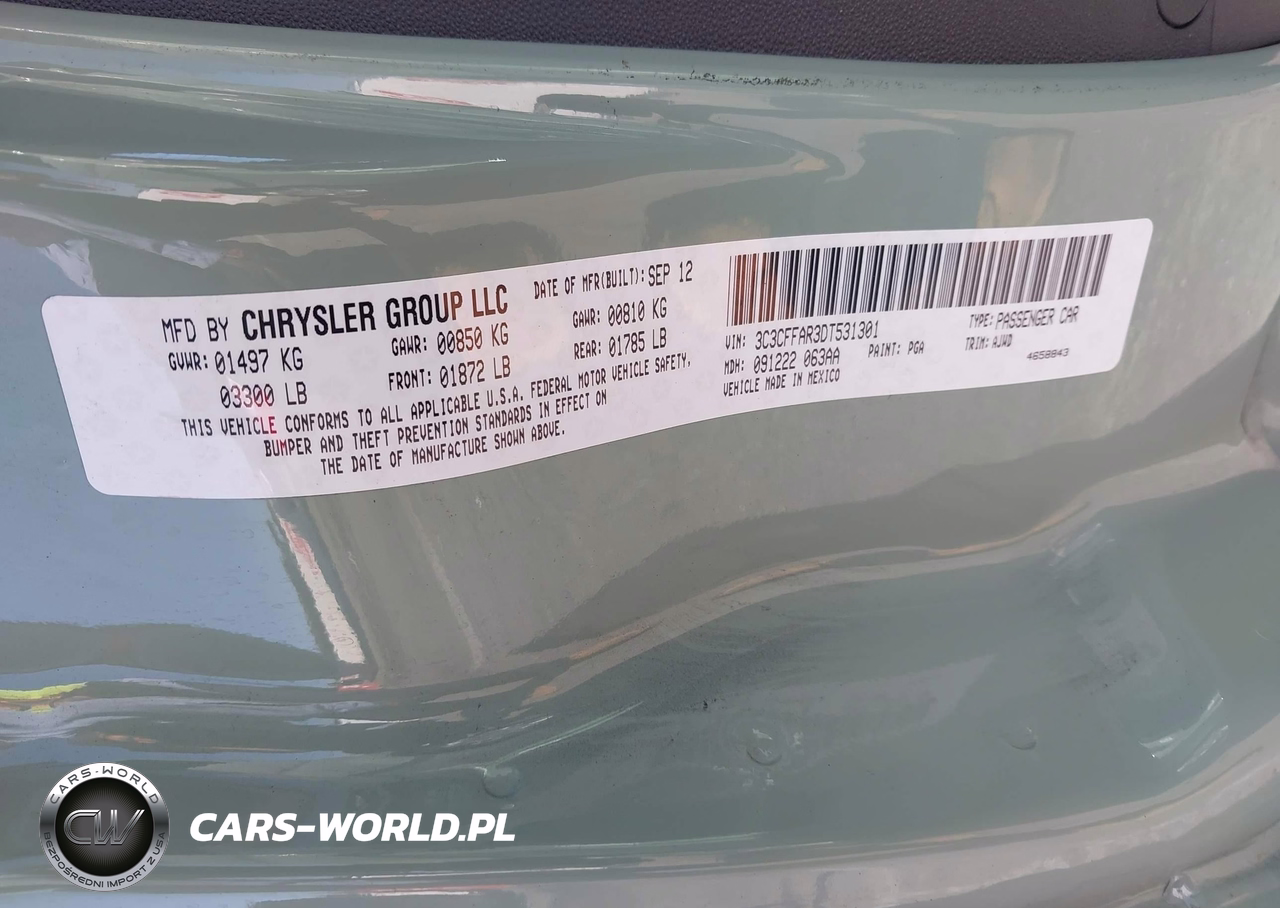 MFD BY CHRYSLER GROUP LLC
DATE OF MFR(BUILT): SEP 12
GVWR: 01497 KG
GAWR: 00850 KG
GAWR: 00810 KG
03300 LB
FRONT: 01872 LB
REAR: 01785 LB
THIS VEHICLE CONFORMS TO ALL APPLICABLE U.S.A. FEDERAL MOTOR VEHICLE SAFETY,
BUMPER AND THEFT PREVENTION STANDARDS IN EFFECT ON
THE DATE OF MANUFACTURE SHOWN ABOVE.
VIN: 3C3CFFAR3DT531301
TYPE: PASSENGER CAR
MDH: 091222 063AA
PAINT: PGA
TRIM: AJWD
VEHICLE MADE IN MEXICO
4658843
CARS-WORLD
CW
BEZPOŚREDNI IMPORT Z USA
CARS-WORLD.PL